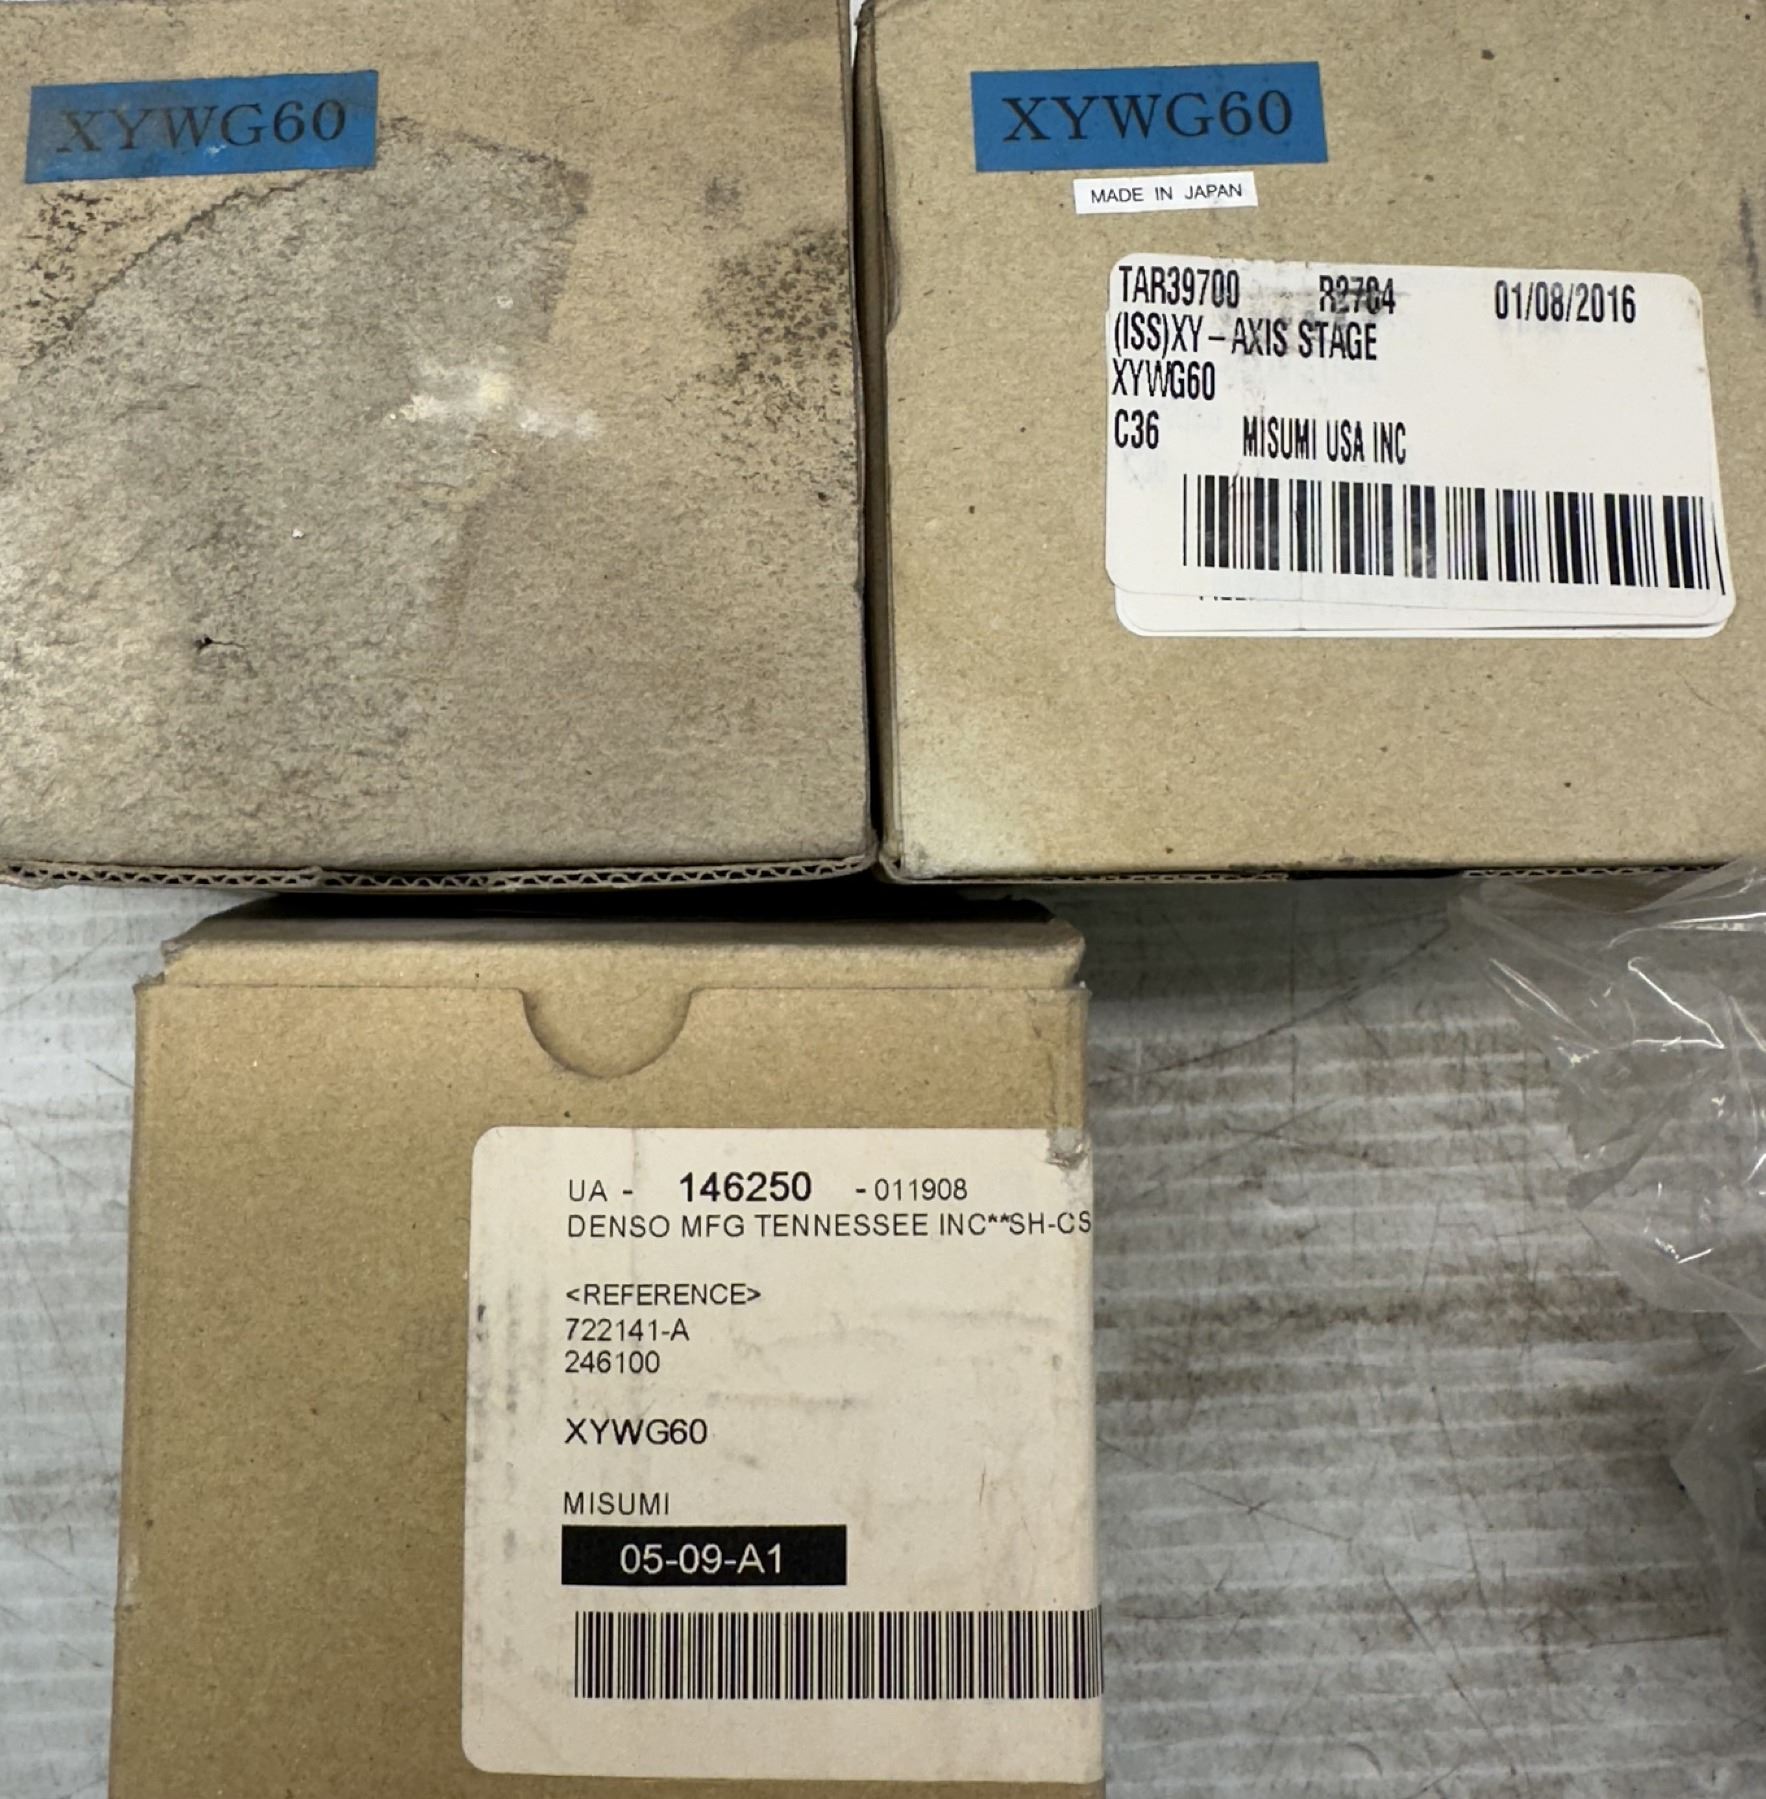 XYWG60
XYWG60
MADE IN JAPAN
TAR39700 R2704 01/08/2016
(ISS)XY-AXIS STAGE
XYWG60
C36 MISUMI USA INC
UA - 146250 - 011908
DENSO MFG TENNESSEE INC**SH-CS
<REFERENCE>
722141-A
246100
XYWG60
MISUMI
05-09-A1